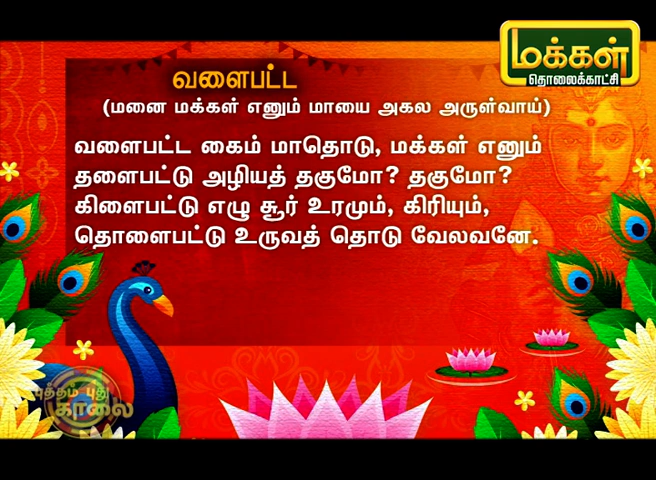 மக்கள்
தொலைக்காட்சி
வளைபட்ட
(மனை மக்கள் எனும் மாயை அகல அருள்வாய்)
வளைபட்ட கைம் மாதொடு, மக்கள் எனும்
தளைபட்டு அழியத் தகுமோ? தகுமோ?
கிளைபட்டு எழு சூர் உரமும், கிரியும்,
தொளைபட்டு உருவத் தொடு வேலவனே.
புத்தம் புது
காலை